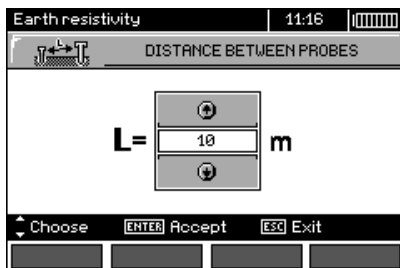 Earth resistivity 11:16
L
DISTANCE BETWEEN PROBES
L= 10 m
Choose ENTER Accept ESC Exit